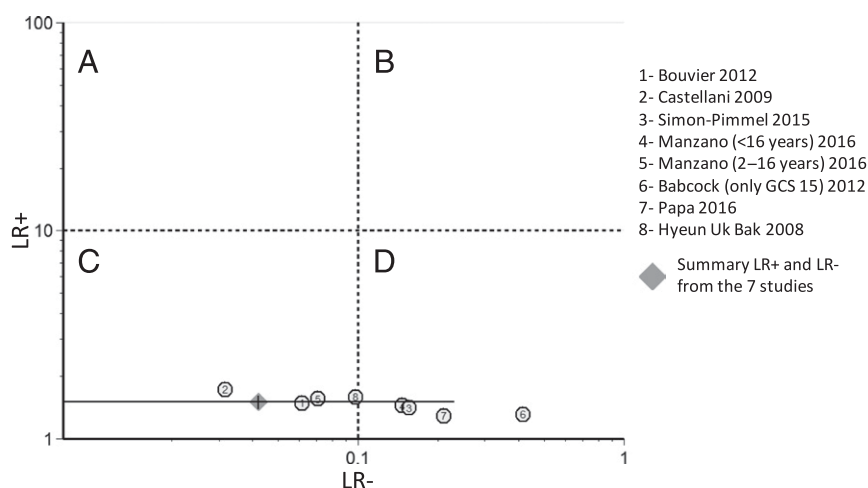 100
A
B
1- Bouvier 2012
2- Castellani 2009
3- Simon-Pimmel 2015
4- Manzano (<16 years) 2016
5- Manzano (2–16 years) 2016
6- Babcock (only GCS 15) 2012
7- Papa 2016
8- Hyeun Uk Bak 2008
LR+
10
C
D
Summary LR+ and LR-
from the 7 studies
2
1
5
8
4
3
7
6
1
0.1
1
LR-